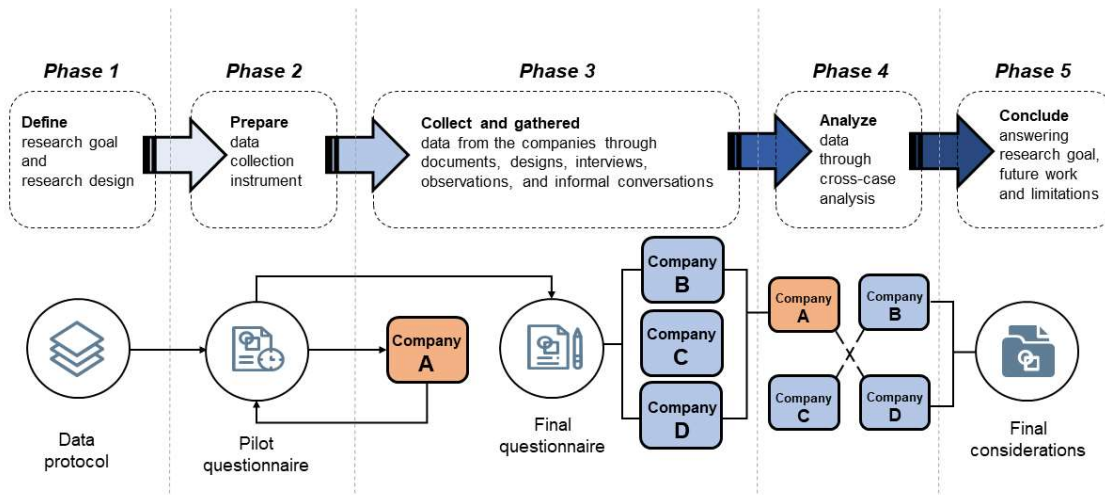 Phase 1
Phase 2
Phase 3
Phase 4
Phase 5
Define
research goal
and
research design
Prepare
data
collection
instrument
Collect and gathered
data from the companies through
documents, designs, interviews,
observations, and informal conversations
Analyze
data
through
cross-case
analysis
Conclude
answering
research goal,
future work
and limitations
Data
protocol
Pilot
questionnaire
Company
A
Final
questionnaire
Company
B
Company
C
Company
D
Company
A
Company
B
Company
C
Company
D
Final
considerations